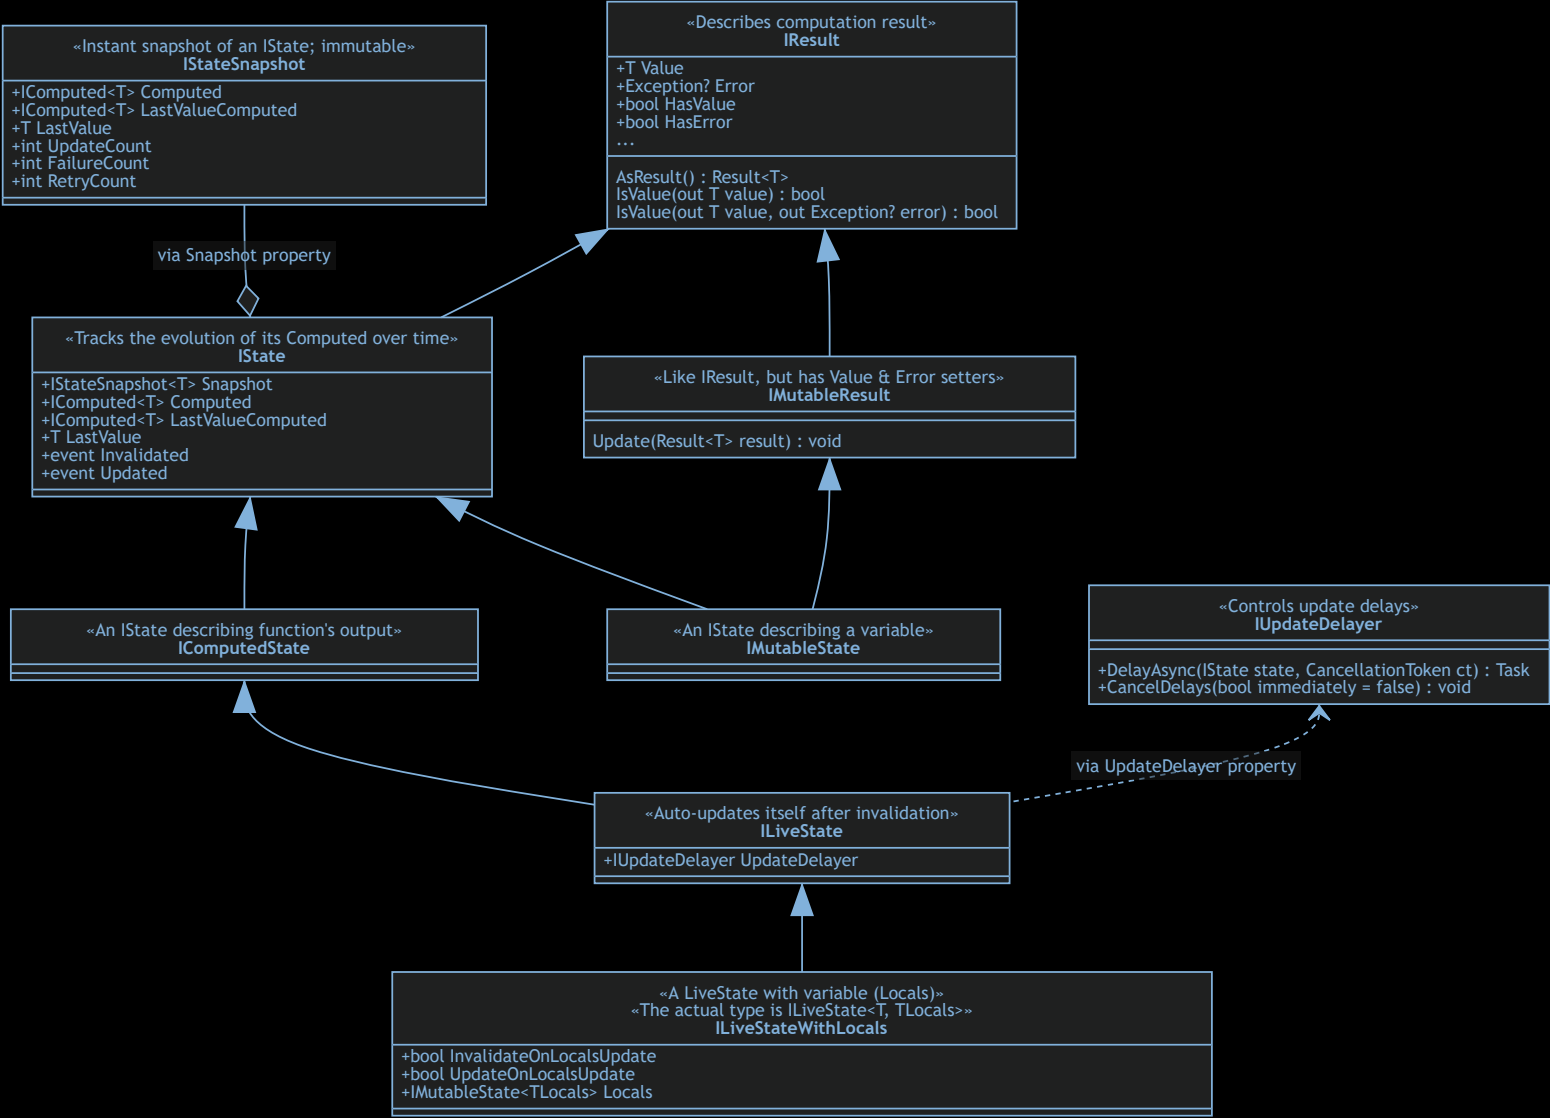 «Instant snapshot of an IState; immutable»
IStateSnapshot
+IComputed<T> Computed
+IComputed<T> LastValueComputed
+T LastValue
+int UpdateCount
+int FailureCount
+int RetryCount
«Describes computation result»
IResult
+T Value
+Exception? Error
+bool HasValue
+bool HasError
...
AsResult() : Result<T>
IsValue(out T value) : bool
IsValue(out T value, out Exception? error) : bool
via Snapshot property
«Tracks the evolution of its Computed over time»
IState
+IStateSnapshot<T> Snapshot
+IComputed<T> Computed
+IComputed<T> LastValueComputed
+T LastValue
+event Invalidated
+event Updated
«Like IResult, but has Value & Error setters»
IMutableResult
Update(Result<T> result) : void
«An IState describing function's output»
IComputedState
«An IState describing a variable»
IMutableState
«Controls update delays»
IUpdateDelayer
+DelayAsync(IState state, CancellationToken ct) : Task
+CancelDelays(bool immediately = false) : void
via UpdateDelayer property
«Auto-updates itself after invalidation»
ILiveState
+IUpdateDelayer UpdateDelayer
«A LiveState with variable (Locals)»
«The actual type is ILiveState<T, TLocals>»
ILiveStateWithLocals
+bool InvalidateOnLocalsUpdate
+bool UpdateOnLocalsUpdate
+IMutableState<TLocals> Locals